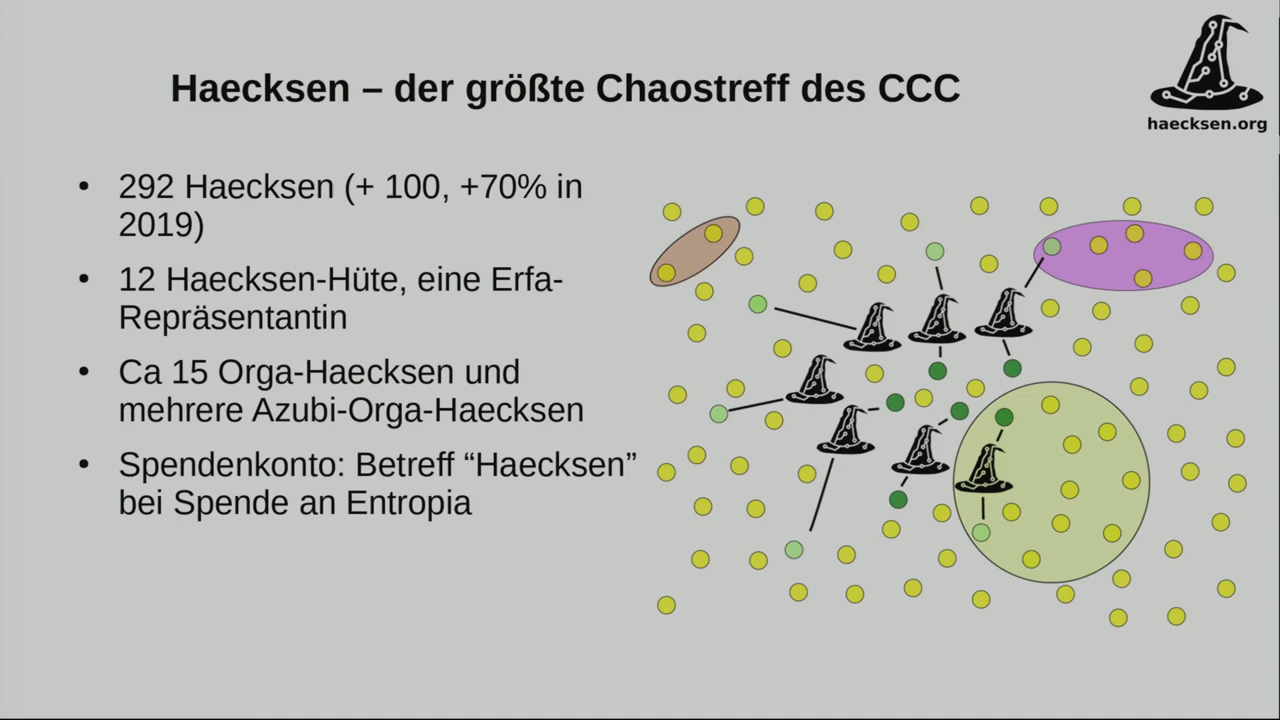 Haecksen – der größte Chaostreff des CCC
haecksen.org
• 292 Haecksen (+ 100, +70% in
2019)
• 12 Haecksen-Hüte, eine Erfa-
Repräsentantin
• Ca 15 Orga-Haecksen und
mehrere Azubi-Orga-Haecksen
• Spendenkonto: Betreff “Haecksen”
bei Spende an Entropia